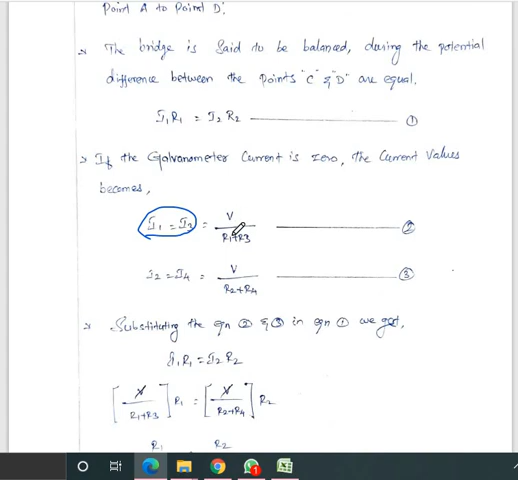 Point A to Point D:
* The bridge is Said to be balanced, during the potential
difference between the points "C" & "D" are equal.
I₁R₁ = I₂R₂ ①
* If the Galvanometer Current is Zero, the Current Values
becomes,
I₁ = I₃ = V / R₁+R₃ ②
I₂ = I₄ = V / R₂+R₄ ③
* Substituting the eqn ② & ③ in eqn ① we get,
I₁R₁ = I₂R₂
[V / R₁+R₃] R₁ = [V / R₂+R₄] R₂
R₁ = R₂
1